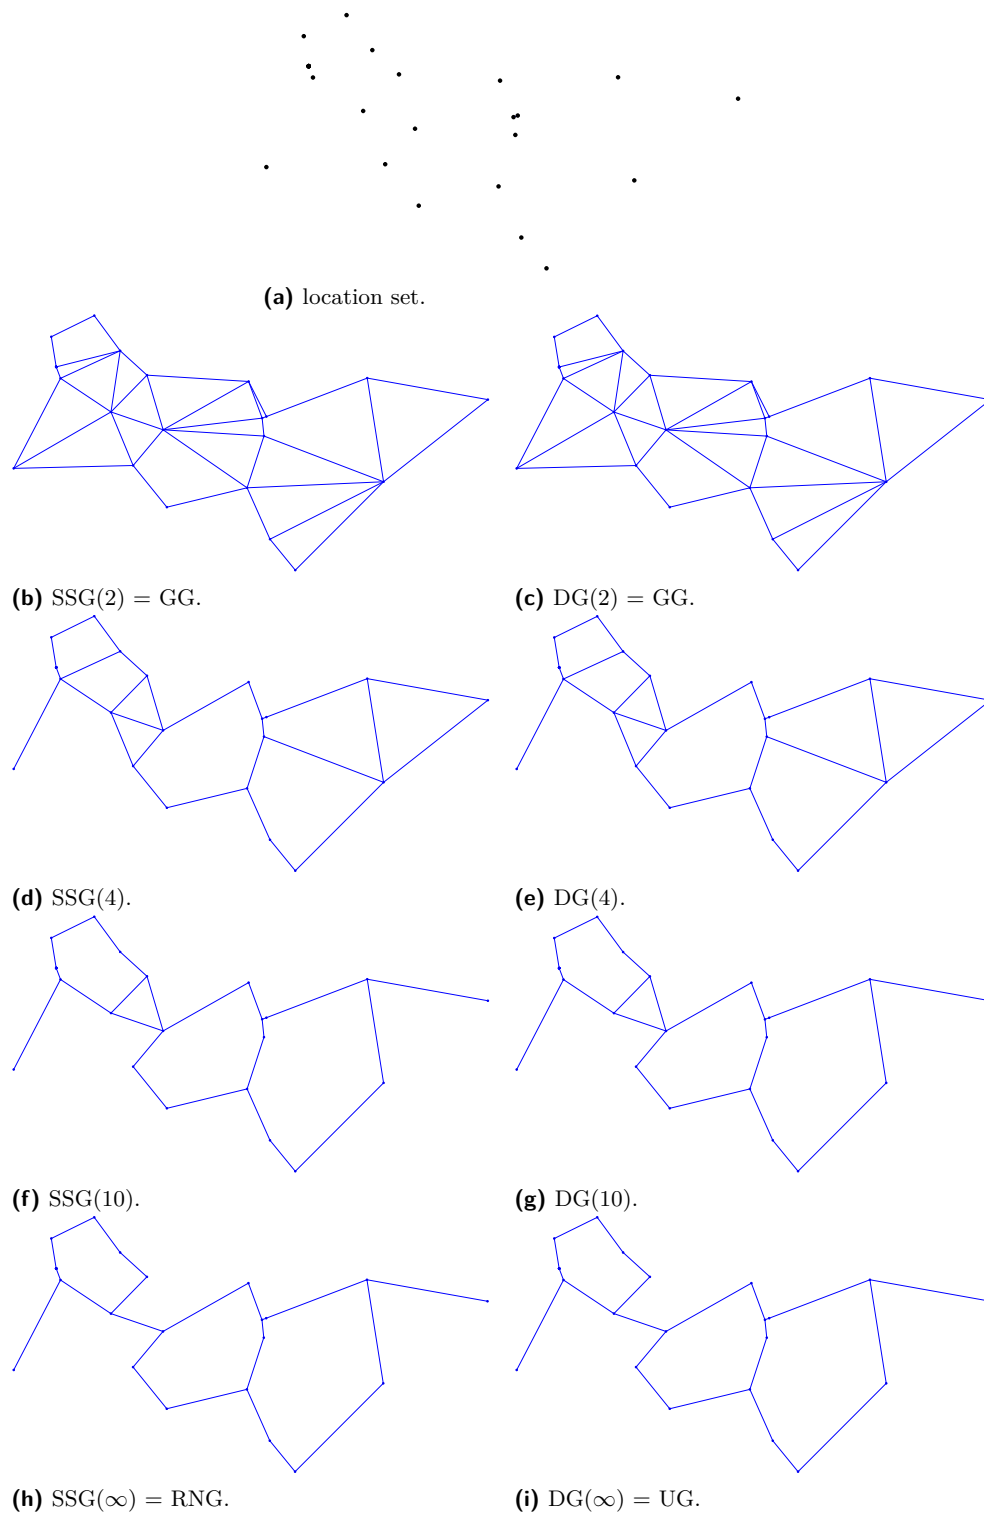 (a) location set.
(b) SSG(2) = GG.
(c) DG(2) = GG.
(d) SSG(4).
(e) DG(4).
(f) SSG(10).
(g) DG(10).
(h) SSG(∞) = RNG.
(i) DG(∞) = UG.